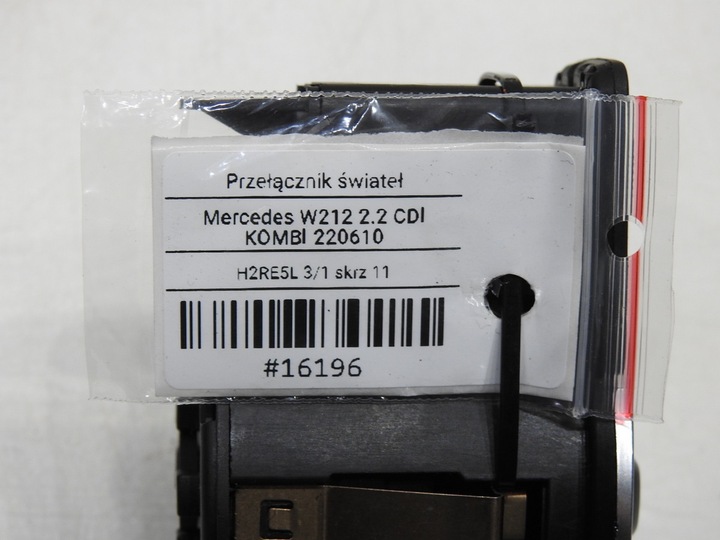 Przełącznik świateł
Mercedes W212 2.2 CDI
KOMBI 220610
H2RE5L 3/1 skrz 11
#16196